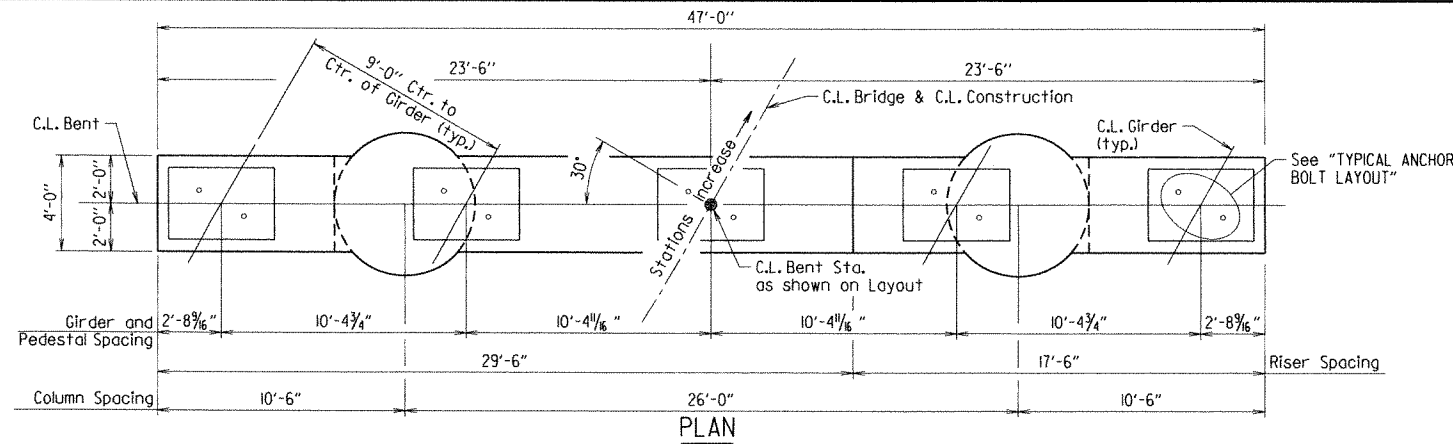 47'-0"
23'-6"
23'-6"
9'-0" Ctr. to
Ctr. of Girder (typ.)
C.L. Bridge & C.L. Construction
C.L. Bent
C.L. Girder
(typ.)
See "TYPICAL ANCHOR
BOLT LAYOUT"
30°
4'-0"
2'-0"
2'-0"
Stations Increase
C.L. Bent Sta.
as shown on Layout
Girder and
Pedestal Spacing
2'-8 9/16"
10'-4 3/4"
10'-4 11/16"
10'-4 11/16"
10'-4 3/4"
2'-8 9/16"
29'-6"
17'-6"
Riser Spacing
Column Spacing
10'-6"
26'-0"
10'-6"
PLAN